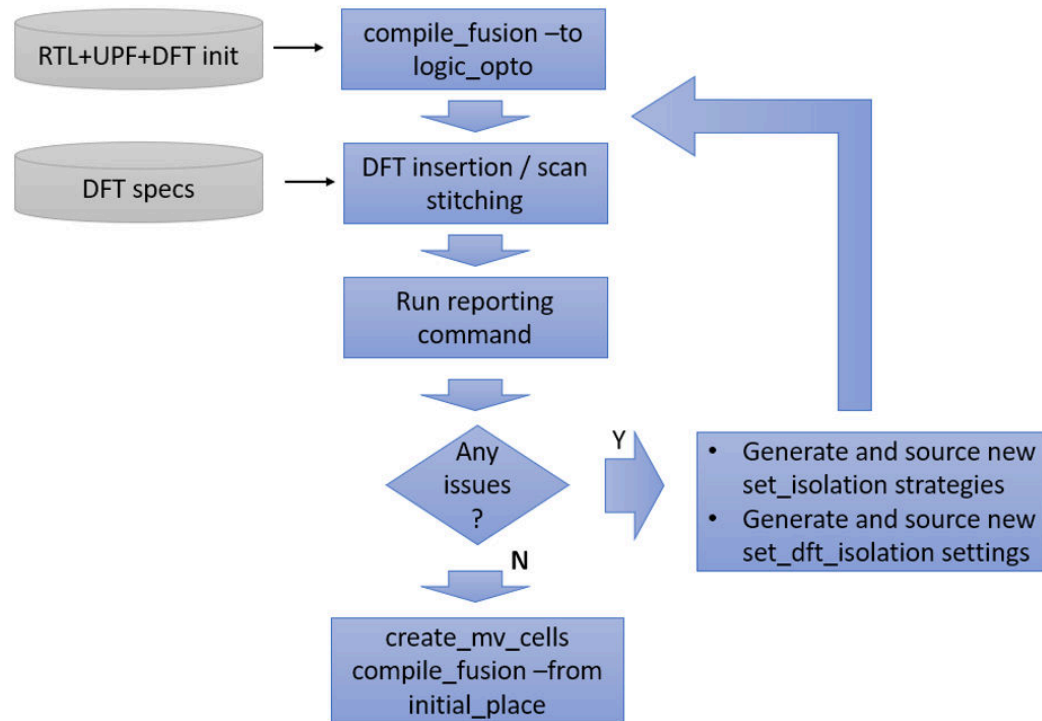 RTL+UPF+DFT init
compile_fusion –to
logic_opto
DFT specs
DFT insertion / scan
stitching
Run reporting
command
Any
issues
?
Y
• Generate and source new
set_isolation strategies
• Generate and source new
set_dft_isolation settings
N
create_mv_cells
compile_fusion –from
initial_place